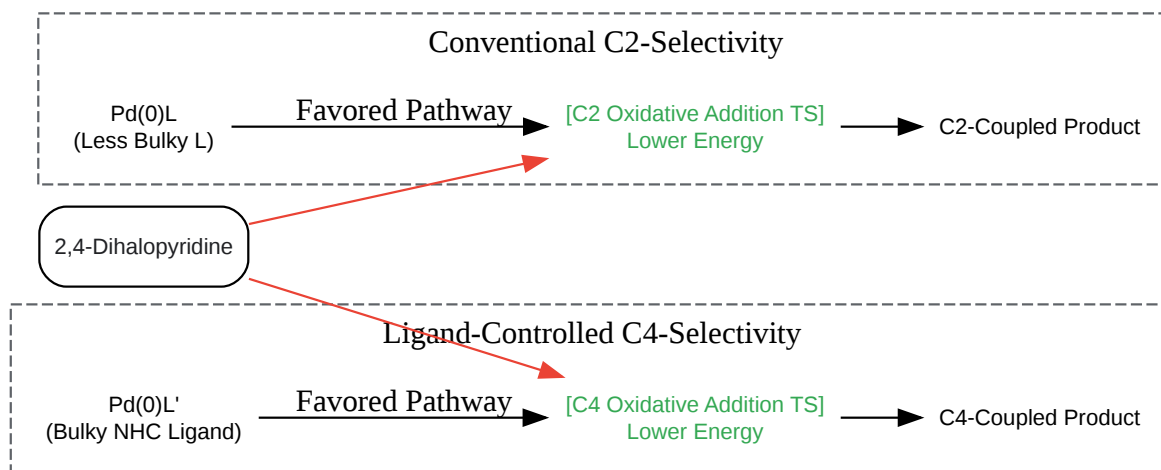 Conventional C2-Selectivity
Pd(0)L
(Less Bulky L)
Favored Pathway
[C2 Oxidative Addition TS]
Lower Energy
C2-Coupled Product
2,4-Dihalopyridine
Ligand-Controlled C4-Selectivity
Pd(0)L'
(Bulky NHC Ligand)
Favored Pathway
[C4 Oxidative Addition TS]
Lower Energy
C4-Coupled Product